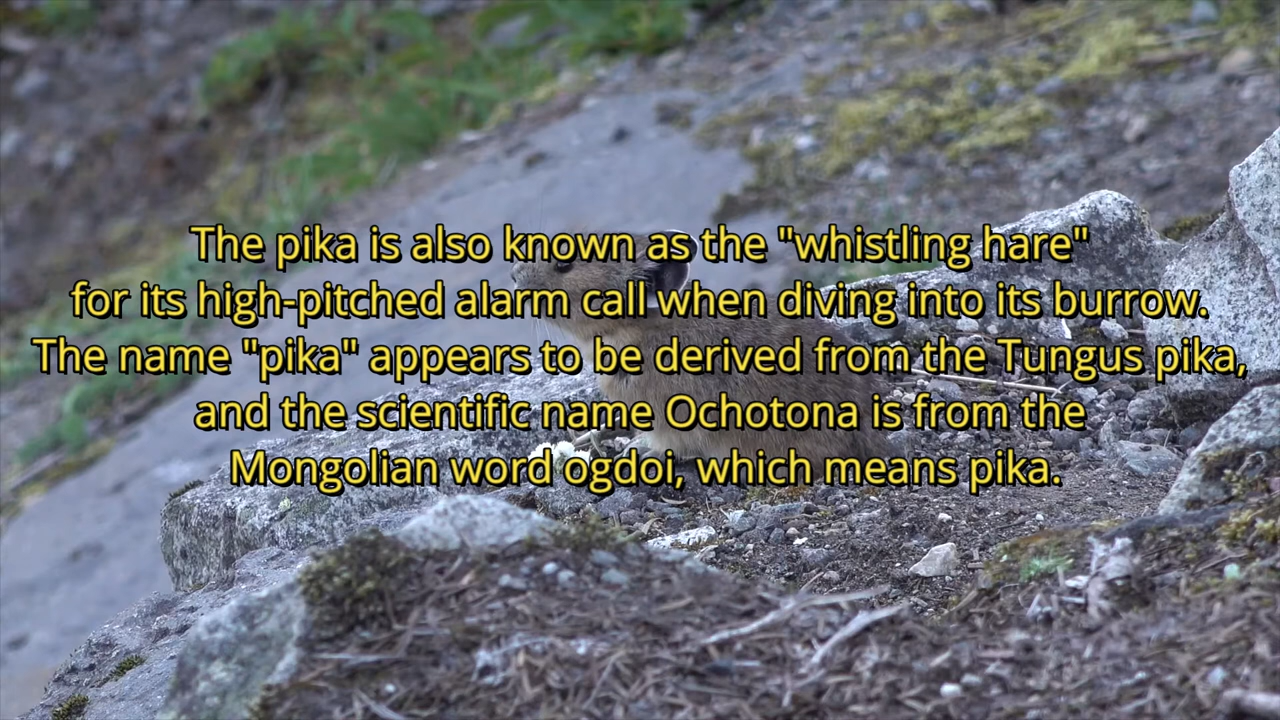 The pika is also known as the "whistling hare"
for its high-pitched alarm call when diving into its burrow.
The name "pika" appears to be derived from the Tungus pika,
and the scientific name Ochotona is from the
Mongolian word ogdoi, which means pika.